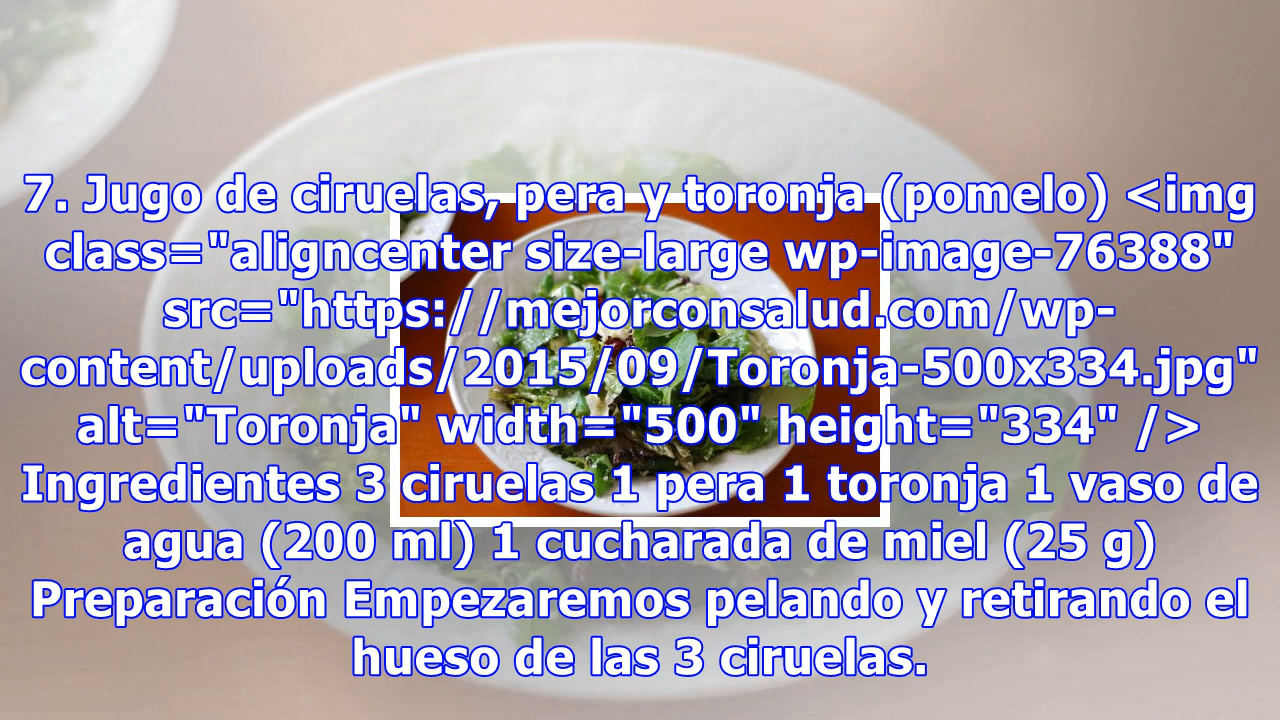 7. Jugo de ciruelas, pera y toronja (pomelo) <img
class="aligncenter size-large wp-image-76388"
src="https://mejorconsalud.com/wp-
content/uploads/2015/09/Toronja-500x334.jpg"
alt="Toronja" width="500" height="334" />
Ingredientes 3 ciruelas 1 pera 1 toronja 1 vaso de
agua (200 ml) 1 cucharada de miel (25 g)
Preparación Empezaremos pelando y retirando el
hueso de las 3 ciruelas.